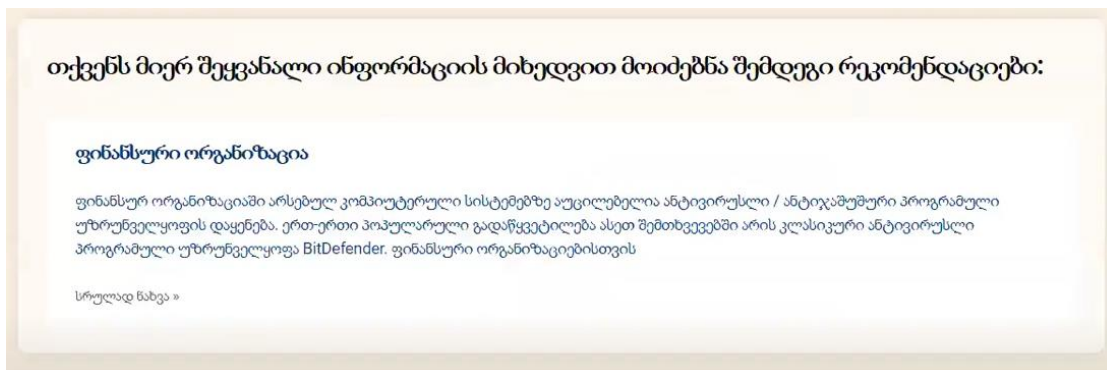 თქვენს მიერ შეყვანალი ინფორმაციის მიხედვით მოიძებნა შემდეგი რეკომენდაციები:
ფინანსური ორგანიზაცია
ფინანსურ ორგანიზაციაში არსებულ კომპიუტერული სისტემებზე აუცილებელია ანტივირუსლი / ანტიჯაშუშური პროგრამული
უზრუნველყოფის დაყენება. ერთ-ერთი პოპულარული გადაწყვეტილება ასეთ შემთხვევებში არის კლასიკური ანტივირუსლი
პროგრამული უზრუნველყოფა BitDefender. ფინანსური ორგანიზაციებისთვის
სრულად ნახვა »